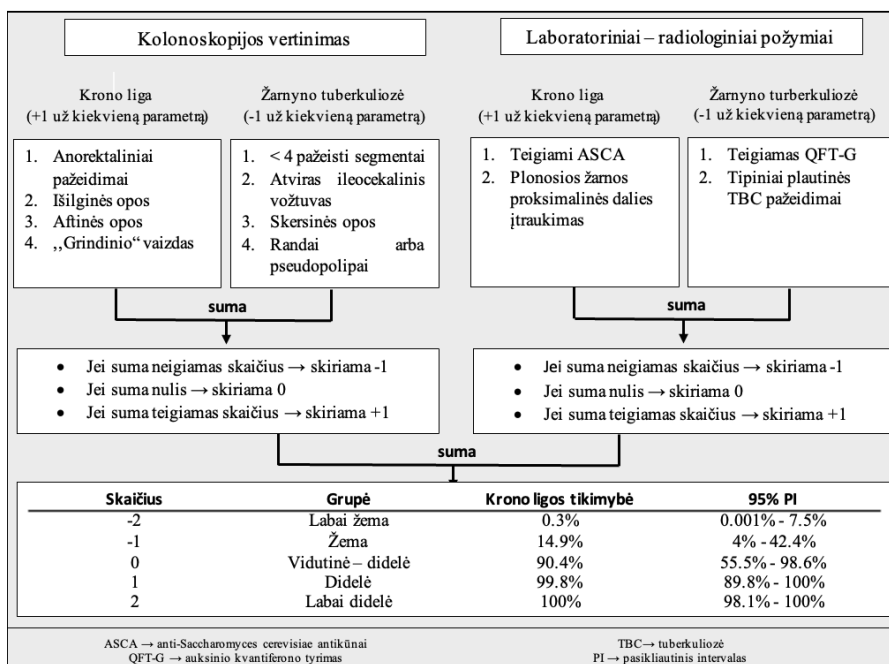 Kolonoskopijos vertinimas
Laboratoriniai – radiologiniai požymiai
Krono liga
(+1 už kiekvieną parametrą)
Žarnyno tuberkuliozė
(-1 už kiekvieną parametrą)
Krono liga
(+1 už kiekvieną parametrą)
Žarnyno turberkuliozė
(-1 už kiekvieną parametrą)
1. Anorektaliniai
pažeidimai
2. Išilginės opos
3. Aftinės opos
4. ,,Grindinio“ vaizdas
1. < 4 pažeisti segmentai
2. Atviras ileocekalinis
vožtuvas
3. Skersinės opos
4. Randai arba
pseudopolipai
1. Teigiami ASCA
2. Plonosios žarnos
proksimalinės dalies
įtraukimas
1. Teigiamas QFT-G
2. Tipiniai plautinės
TBC pažeidimai
suma
suma
• Jei suma neigiamas skaičius → skiriama -1
• Jei suma nulis → skiriama 0
• Jei suma teigiamas skaičius → skiriama +1
• Jei suma neigiamas skaičius → skiriama -1
• Jei suma nulis → skiriama 0
• Jei suma teigiamas skaičius → skiriama +1
suma
Skaičius Grupė Krono ligos tikimybė 95% PI
-2 Labai žema 0.3% 0.001% - 7.5%
-1 Žema 14.9% 4% - 42.4%
0 Vidutinė – didelė 90.4% 55.5% - 98.6%
1 Didelė 99.8% 89.8% - 100%
2 Labai didelė 100% 98.1% - 100%
ASCA → anti-Saccharomyces cerevisiae antikūnai
QFT-G → auksinio kvantiferono tyrimas
TBC→ tuberkuliozė
PI → pasikliautinis intervalas